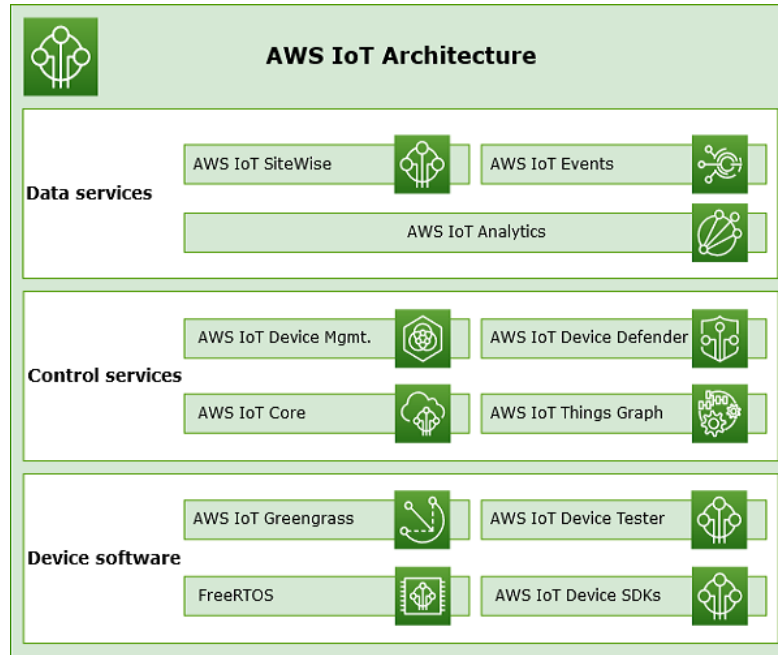 AWS IoT Architecture
Data services
AWS IoT SiteWise
AWS IoT Events
AWS IoT Analytics
Control services
AWS IoT Device Mgmt.
AWS IoT Device Defender
AWS IoT Core
AWS IoT Things Graph
Device software
AWS IoT Greengrass
AWS IoT Device Tester
FreeRTOS
AWS IoT Device SDKs